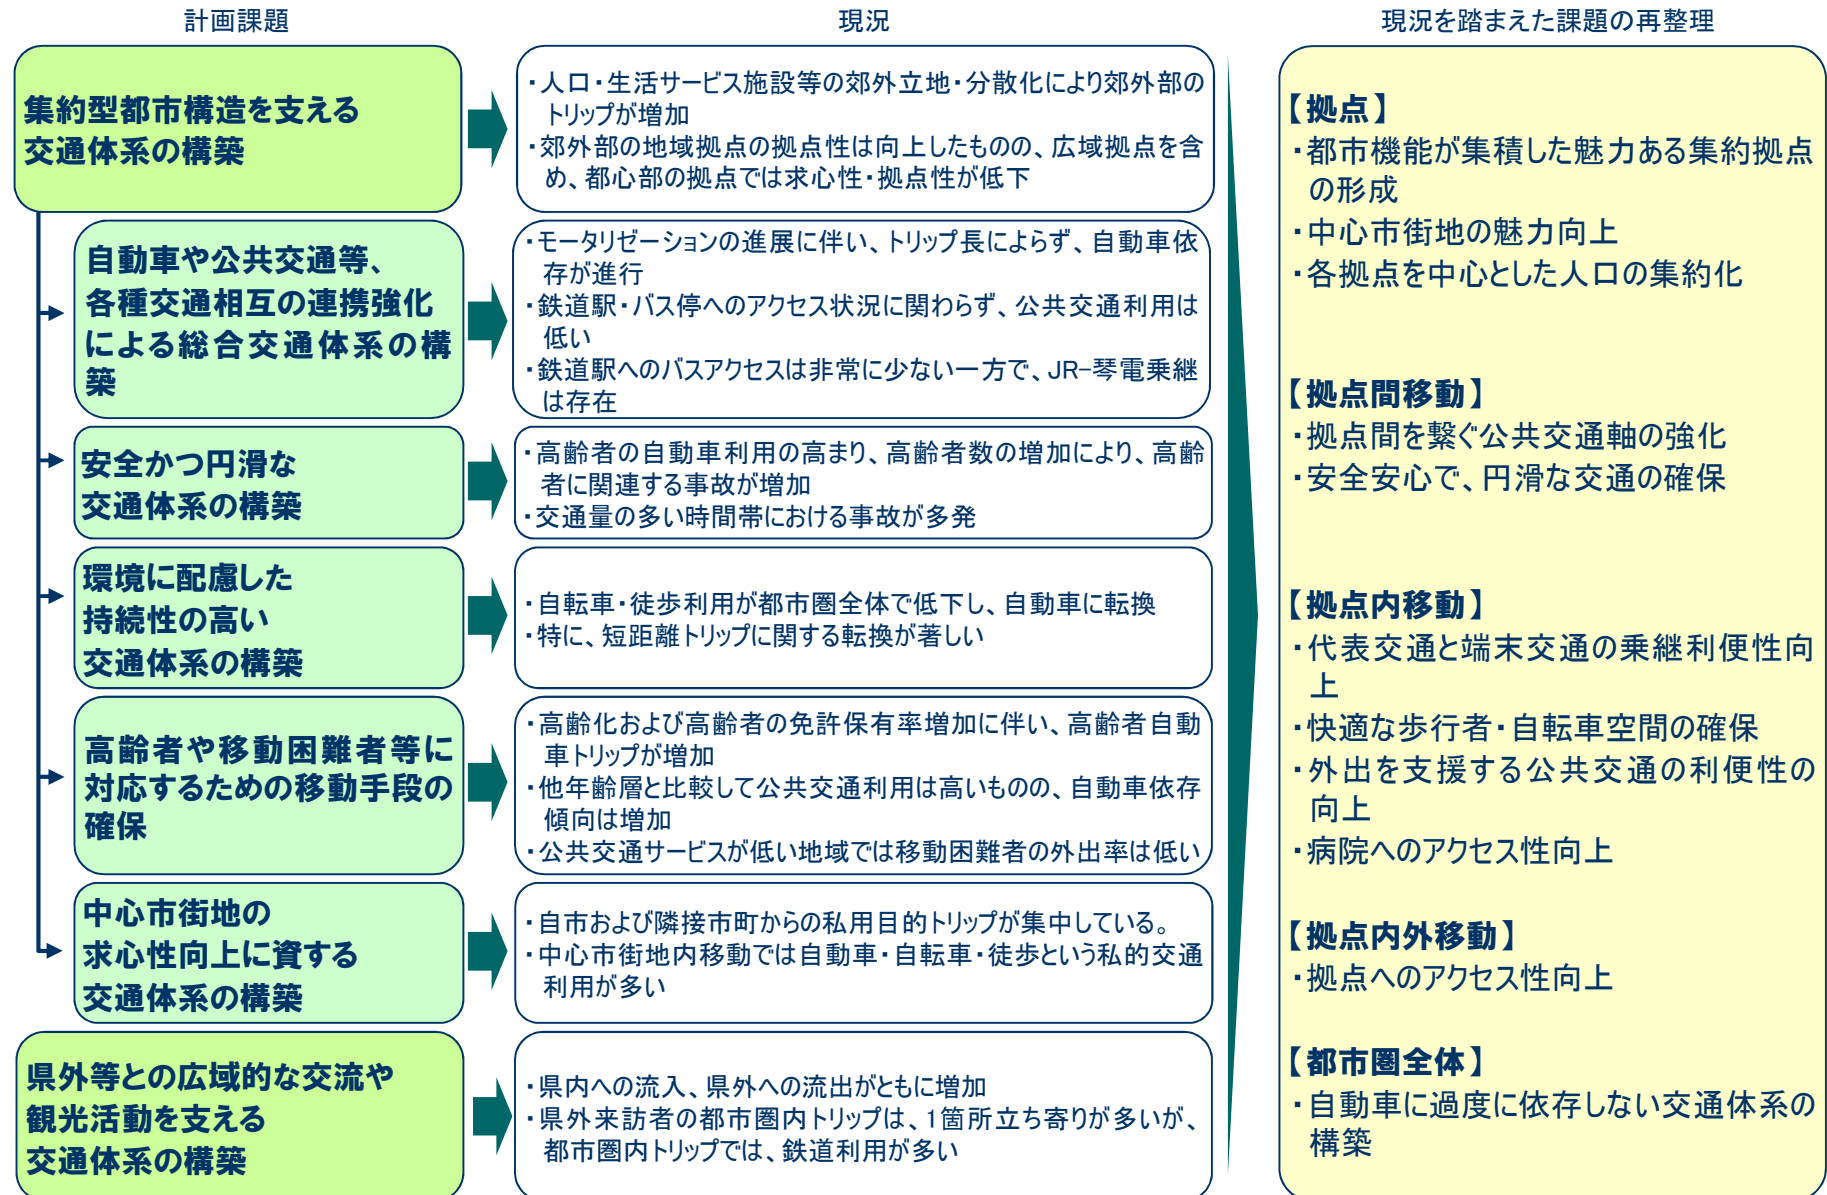 計画課題
現況
現況を踏まえた課題の再整理
集約型都市構造を支える
交通体系の構築
・人口・生活サービス施設等の郊外立地・分散化により郊外部の
トリップが増加
・郊外部の地域拠点の拠点性は向上したものの、広域拠点を含
め、都心部の拠点では求心性・拠点性が低下
自動車や公共交通等、
各種交通相互の連携強化
による総合交通体系の構
築
・モータリゼーションの進展に伴い、トリップ長によらず、自動車依
存が進行
・鉄道駅・バス停へのアクセス状況に関わらず、公共交通利用は
低い
・鉄道駅へのバスアクセスは非常に少ない一方で、JR−琴電乗継
は存在
安全かつ円滑な
交通体系の構築
・高齢者の自動車利用の高まり、高齢者数の増加により、高齢
者に関連する事故が増加
・交通量の多い時間帯における事故が多発
環境に配慮した
持続性の高い
交通体系の構築
・自転車・徒歩利用が都市圏全体で低下し、自動車に転換
・特に、短距離トリップに関する転換が著しい
高齢者や移動困難者等に
対応するための移動手段の
確保
・高齢化および高齢者の免許保有率増加に伴い、高齢者自動
車トリップが増加
・他年齢層と比較して公共交通利用は高いものの、自動車依存
傾向は増加
・公共交通サービスが低い地域では移動困難者の外出率は低い
中心市街地の
求心性向上に資する
交通体系の構築
・自市および隣接市町からの私用目的トリップが集中している。
・中心市街地内移動では自動車・自転車・徒歩という私的交通
利用が多い
県外等との広域的な交流や
観光活動を支える
交通体系の構築
・県内への流入、県外への流出がともに増加
・県外来訪者の都市圏内トリップは、1箇所立ち寄りが多いが、
都市圏内トリップでは、鉄道利用が多い
【拠点】
・都市機能が集積した魅力ある集約拠点
の形成
・中心市街地の魅力向上
・各拠点を中心とした人口の集約化
【拠点間移動】
・拠点間を繋ぐ公共交通軸の強化
・安全安心で、円滑な交通の確保
【拠点内移動】
・代表交通と端末交通の乗継利便性向
上
・快適な歩行者・自転車空間の確保
・外出を支援する公共交通の利便性の
向上
・病院へのアクセス性向上
【拠点内外移動】
・拠点へのアクセス性向上
【都市圏全体】
・自動車に過度に依存しない交通体系の
構築